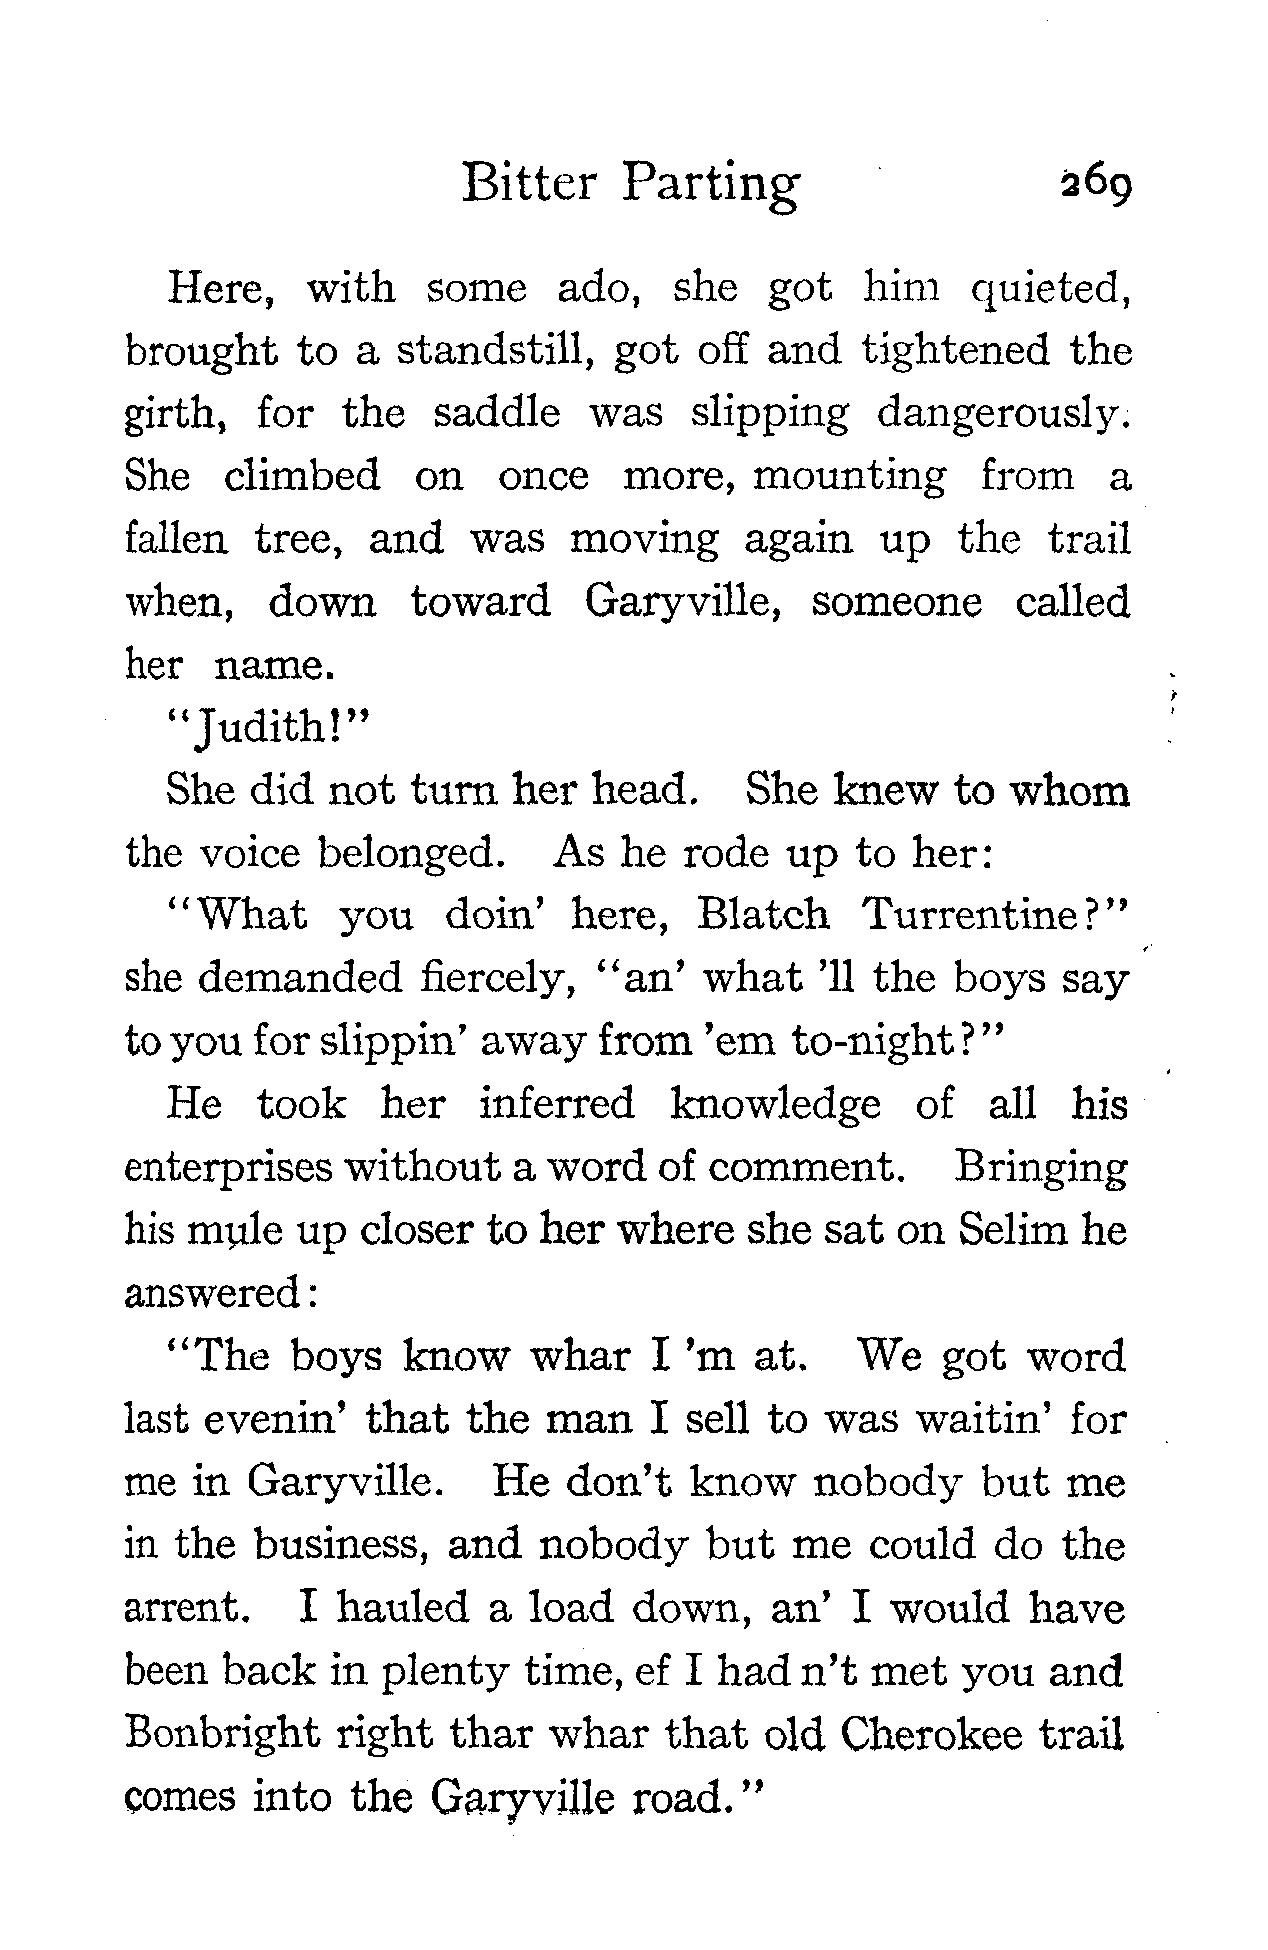 Bitter Parting 269
Here, with some ado, she got him quieted,
brought to a standstill, got off and tightened the
girth, for the saddle was slipping dangerously.
She climbed on once more, mounting from a
fallen tree, and was moving again up the trail
when, down toward Garyville, someone called
her name.
"Judith!"
She did not turn her head. She knew to whom
the voice belonged. As he rode up to her:
"What you doin' here, Blatch Turrentine?"
she demanded fiercely, "an' what 'll the boys say
to you for slippin' away from 'em to-night?"
He took her inferred knowledge of all his
enterprises without a word of comment. Bringing
his mule up closer to her where she sat on Selim he
answered:
"The boys know whar I 'm at. We got word
last evenin' that the man I sell to was waitin' for
me in Garyville. He don't know nobody but me
in the business, and nobody but me could do the
arrent. I hauled a load down, an' I would have
been back in plenty time, ef I had n't met you and
Bonbright right thar whar that old Cherokee trail
comes into the Garyville road."